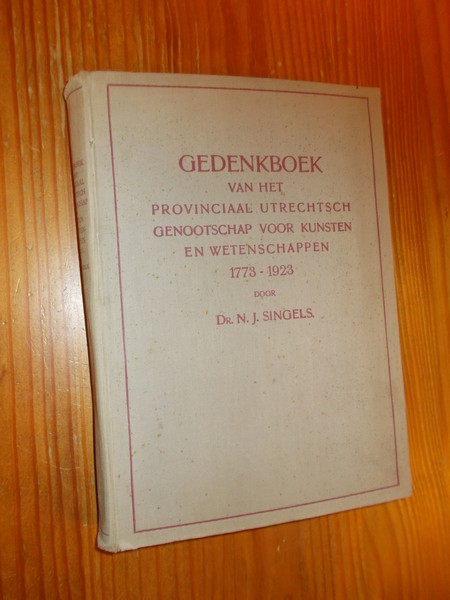 GEDENKBOEK
VAN HET
PROVINCIAAL UTRECHTSCH
GENOOTSCHAP VOOR KUNSTEN
EN WETENSCHAPPEN
1773 • 1923
DOOR
DR. N. J. SINGELS.